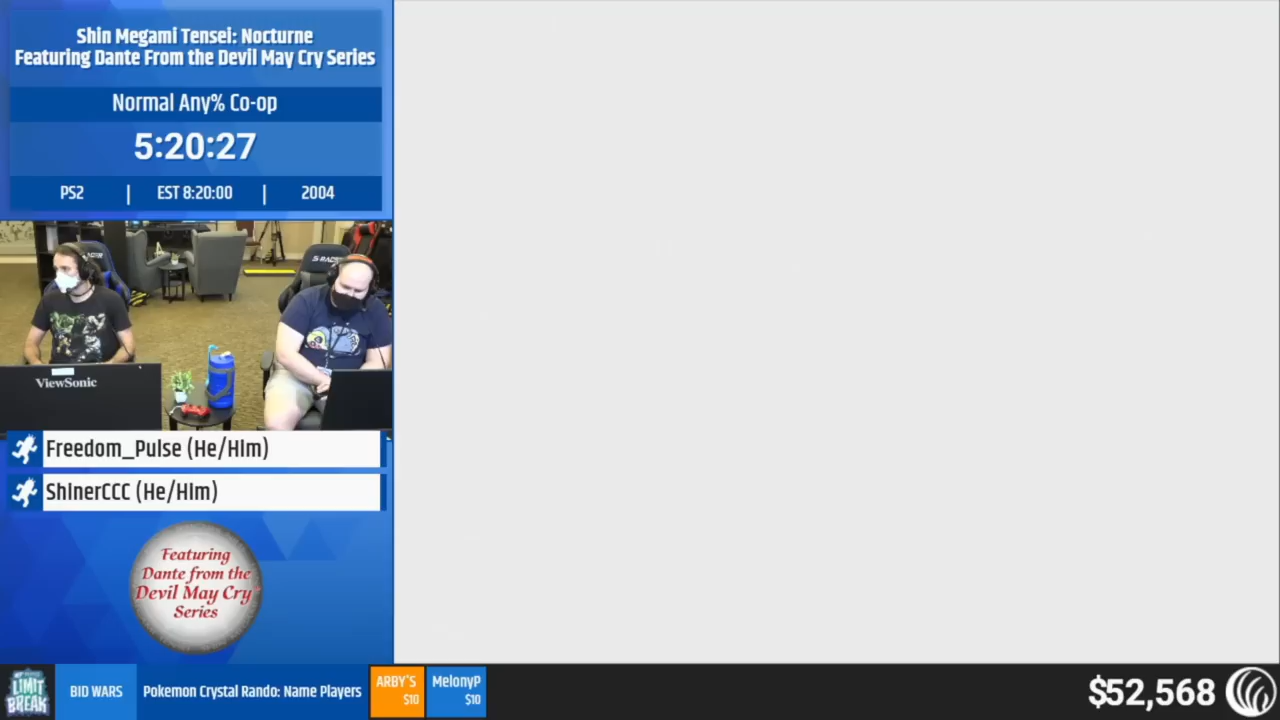 Shin Megami Tensei: Nocturne
Featuring Dante From the Devil May Cry Series
Normal Any% Co-op
5:20:27
PS2 | EST 8:20:00 | 2004
ViewSonic
Freedom_Pulse (He/Him)
ShinerCCC (He/Him)
Featuring
Dante from the
Devil May Cry
Series
LIMIT
BREAK
BID WARS
Pokemon Crystal Rando: Name Players
ARBY'S
$10
MelonyP
$10
$52,568